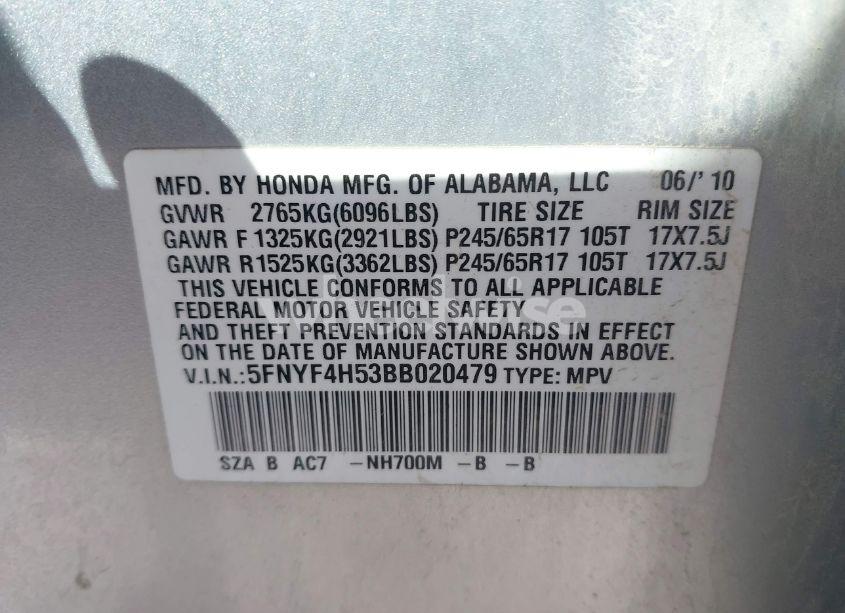 MFD. BY HONDA MFG. OF ALABAMA, LLC 06/' 10
GVWR 2765KG(6096LBS) TIRE SIZE RIM SIZE
GAWR F 1325KG(2921LBS) P245/65R17 105T 17X7.5J
GAWR R1525KG(3362LBS) P245/65R17 105T 17X7.5J
THIS VEHICLE CONFORMS TO ALL APPLICABLE
FEDERAL MOTOR VEHICLE SAFETY
AND THEFT PREVENTION STANDARDS IN EFFECT
ON THE DATE OF MANUFACTURE SHOWN ABOVE.
V.I.N.:5FNYF4H53BB020479 TYPE: MPV
SZA B AC7 -NH700M -B -B